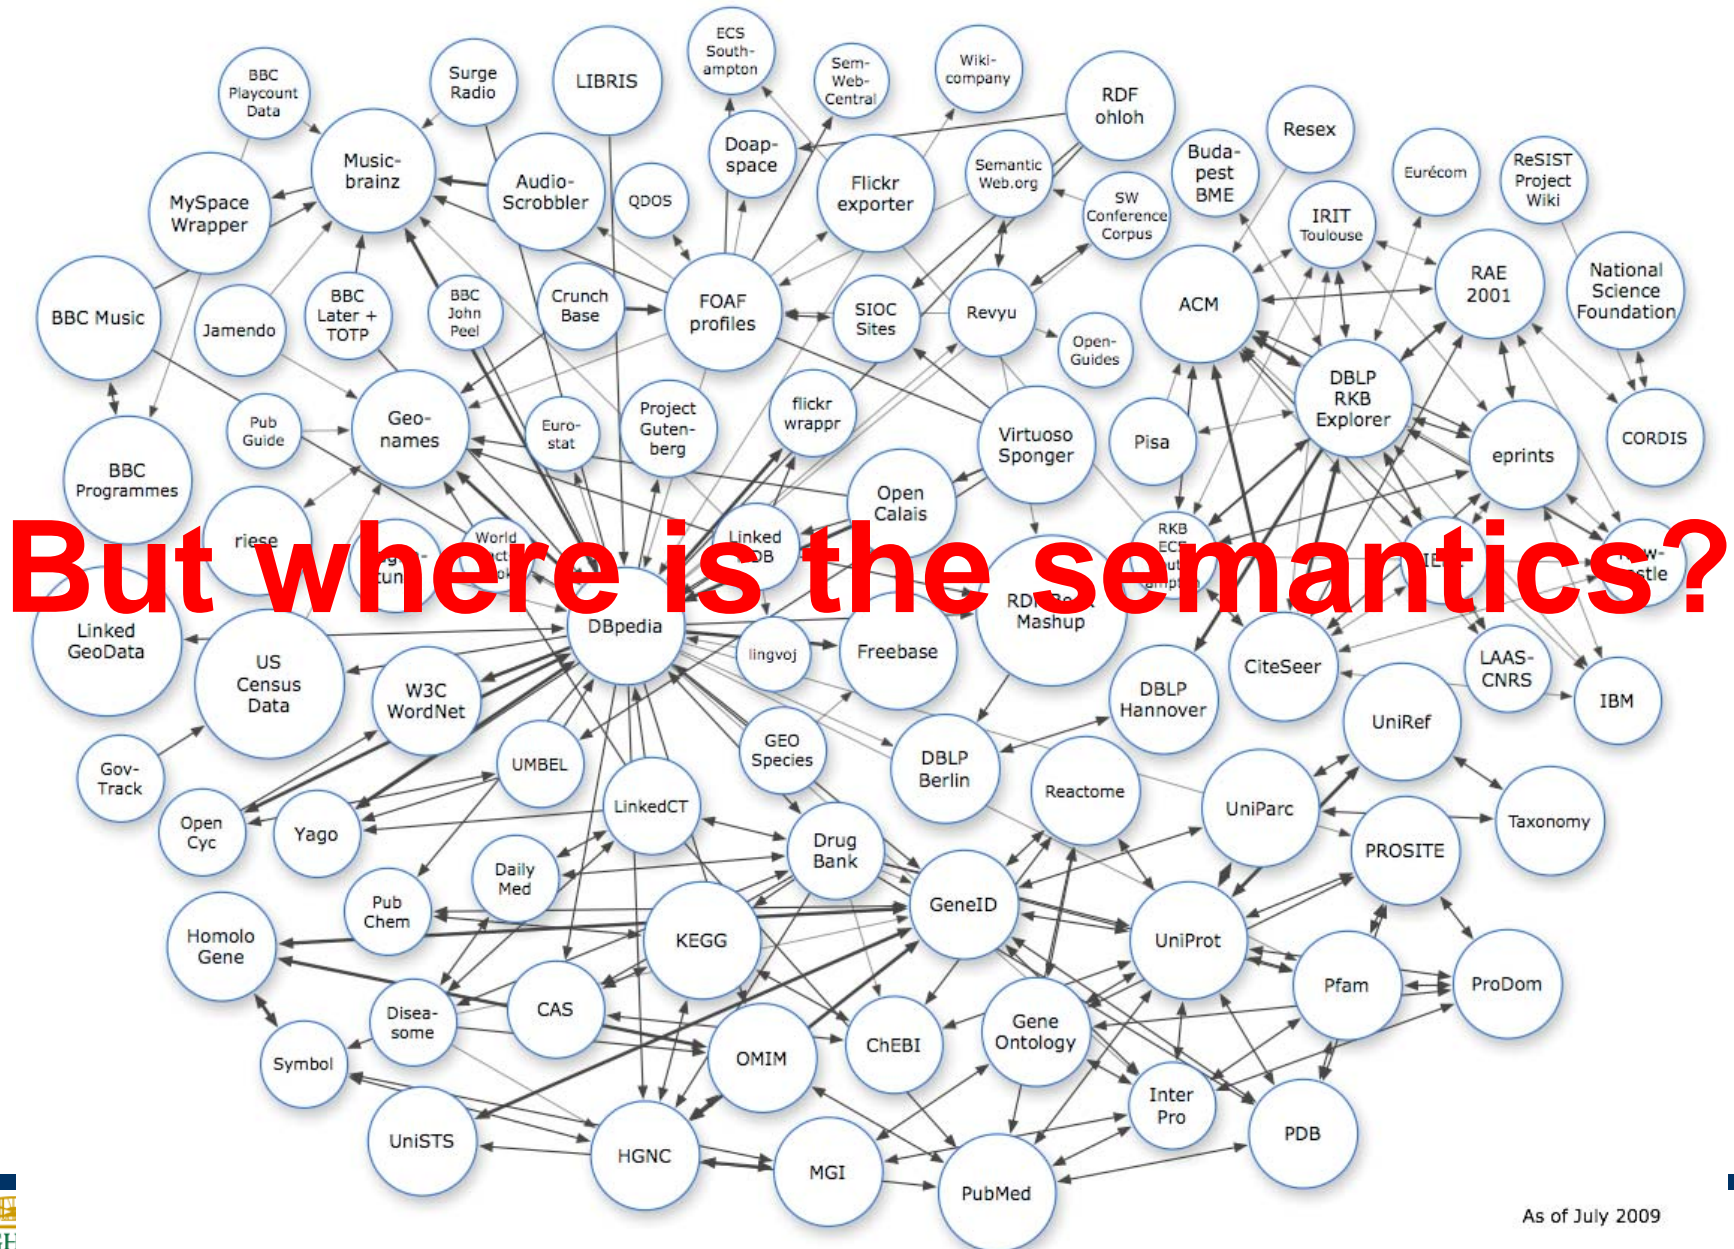 ECS
South-
ampton
Sem-
Web-
Central
Wiki-
company
BBC
Playcount
Data
Surge
Radio
LIBRIS
RDF
ohloh
Resex
Doap-
space
Music-
brainz
Audio-
Scrobbler
MySpace
Wrapper
QDOS
Flickr
exporter
Semantic
Web.org
SW
Conference
Corpus
Buda-
pest
BME
Eurécom
ReSIST
Project
Wiki
IRIT
Toulouse
RAE
2001
National
Science
Foundation
BBC Music
Jamendo
BBC
Later +
TOTP
BBC
John
Peel
Crunch
Base
FOAF
profiles
SIOC
Sites
Revyu
Open-
Guides
ACM
DBLP
RKB
Explorer
Pub
Guide
Geo-
names
Euro-
stat
Project
Guten-
berg
flickr
wrappr
Virtuoso
Sponger
Pisa
eprints
CORDIS
BBC
Programmes
Open
Calais
riese
World
Linked
RKB
But where is the semantics?
Linked
GeoData
DBpedia
lingvoj
Freebase
Mashup
US
Census
Data
W3C
WordNet
CiteSeer
LAAS-
CNRS
IBM
DBLP
Hannover
UniRef
Gov-
Track
UMBEL
GEO
Species
DBLP
Berlin
Reactome
Open
Cyc
Yago
LinkedCT
Drug
Bank
UniParc
Taxonomy
PROSITE
Daily
Med
Pub
Chem
GeneID
Homolo
Gene
KEGG
UniProt
Pfam
ProDom
Disea-
some
CAS
Gene
Ontology
Symbol
OMIM
ChEBI
Inter
Pro
PDB
UniSTS
HGNC
MGI
PubMed
As of July 2009